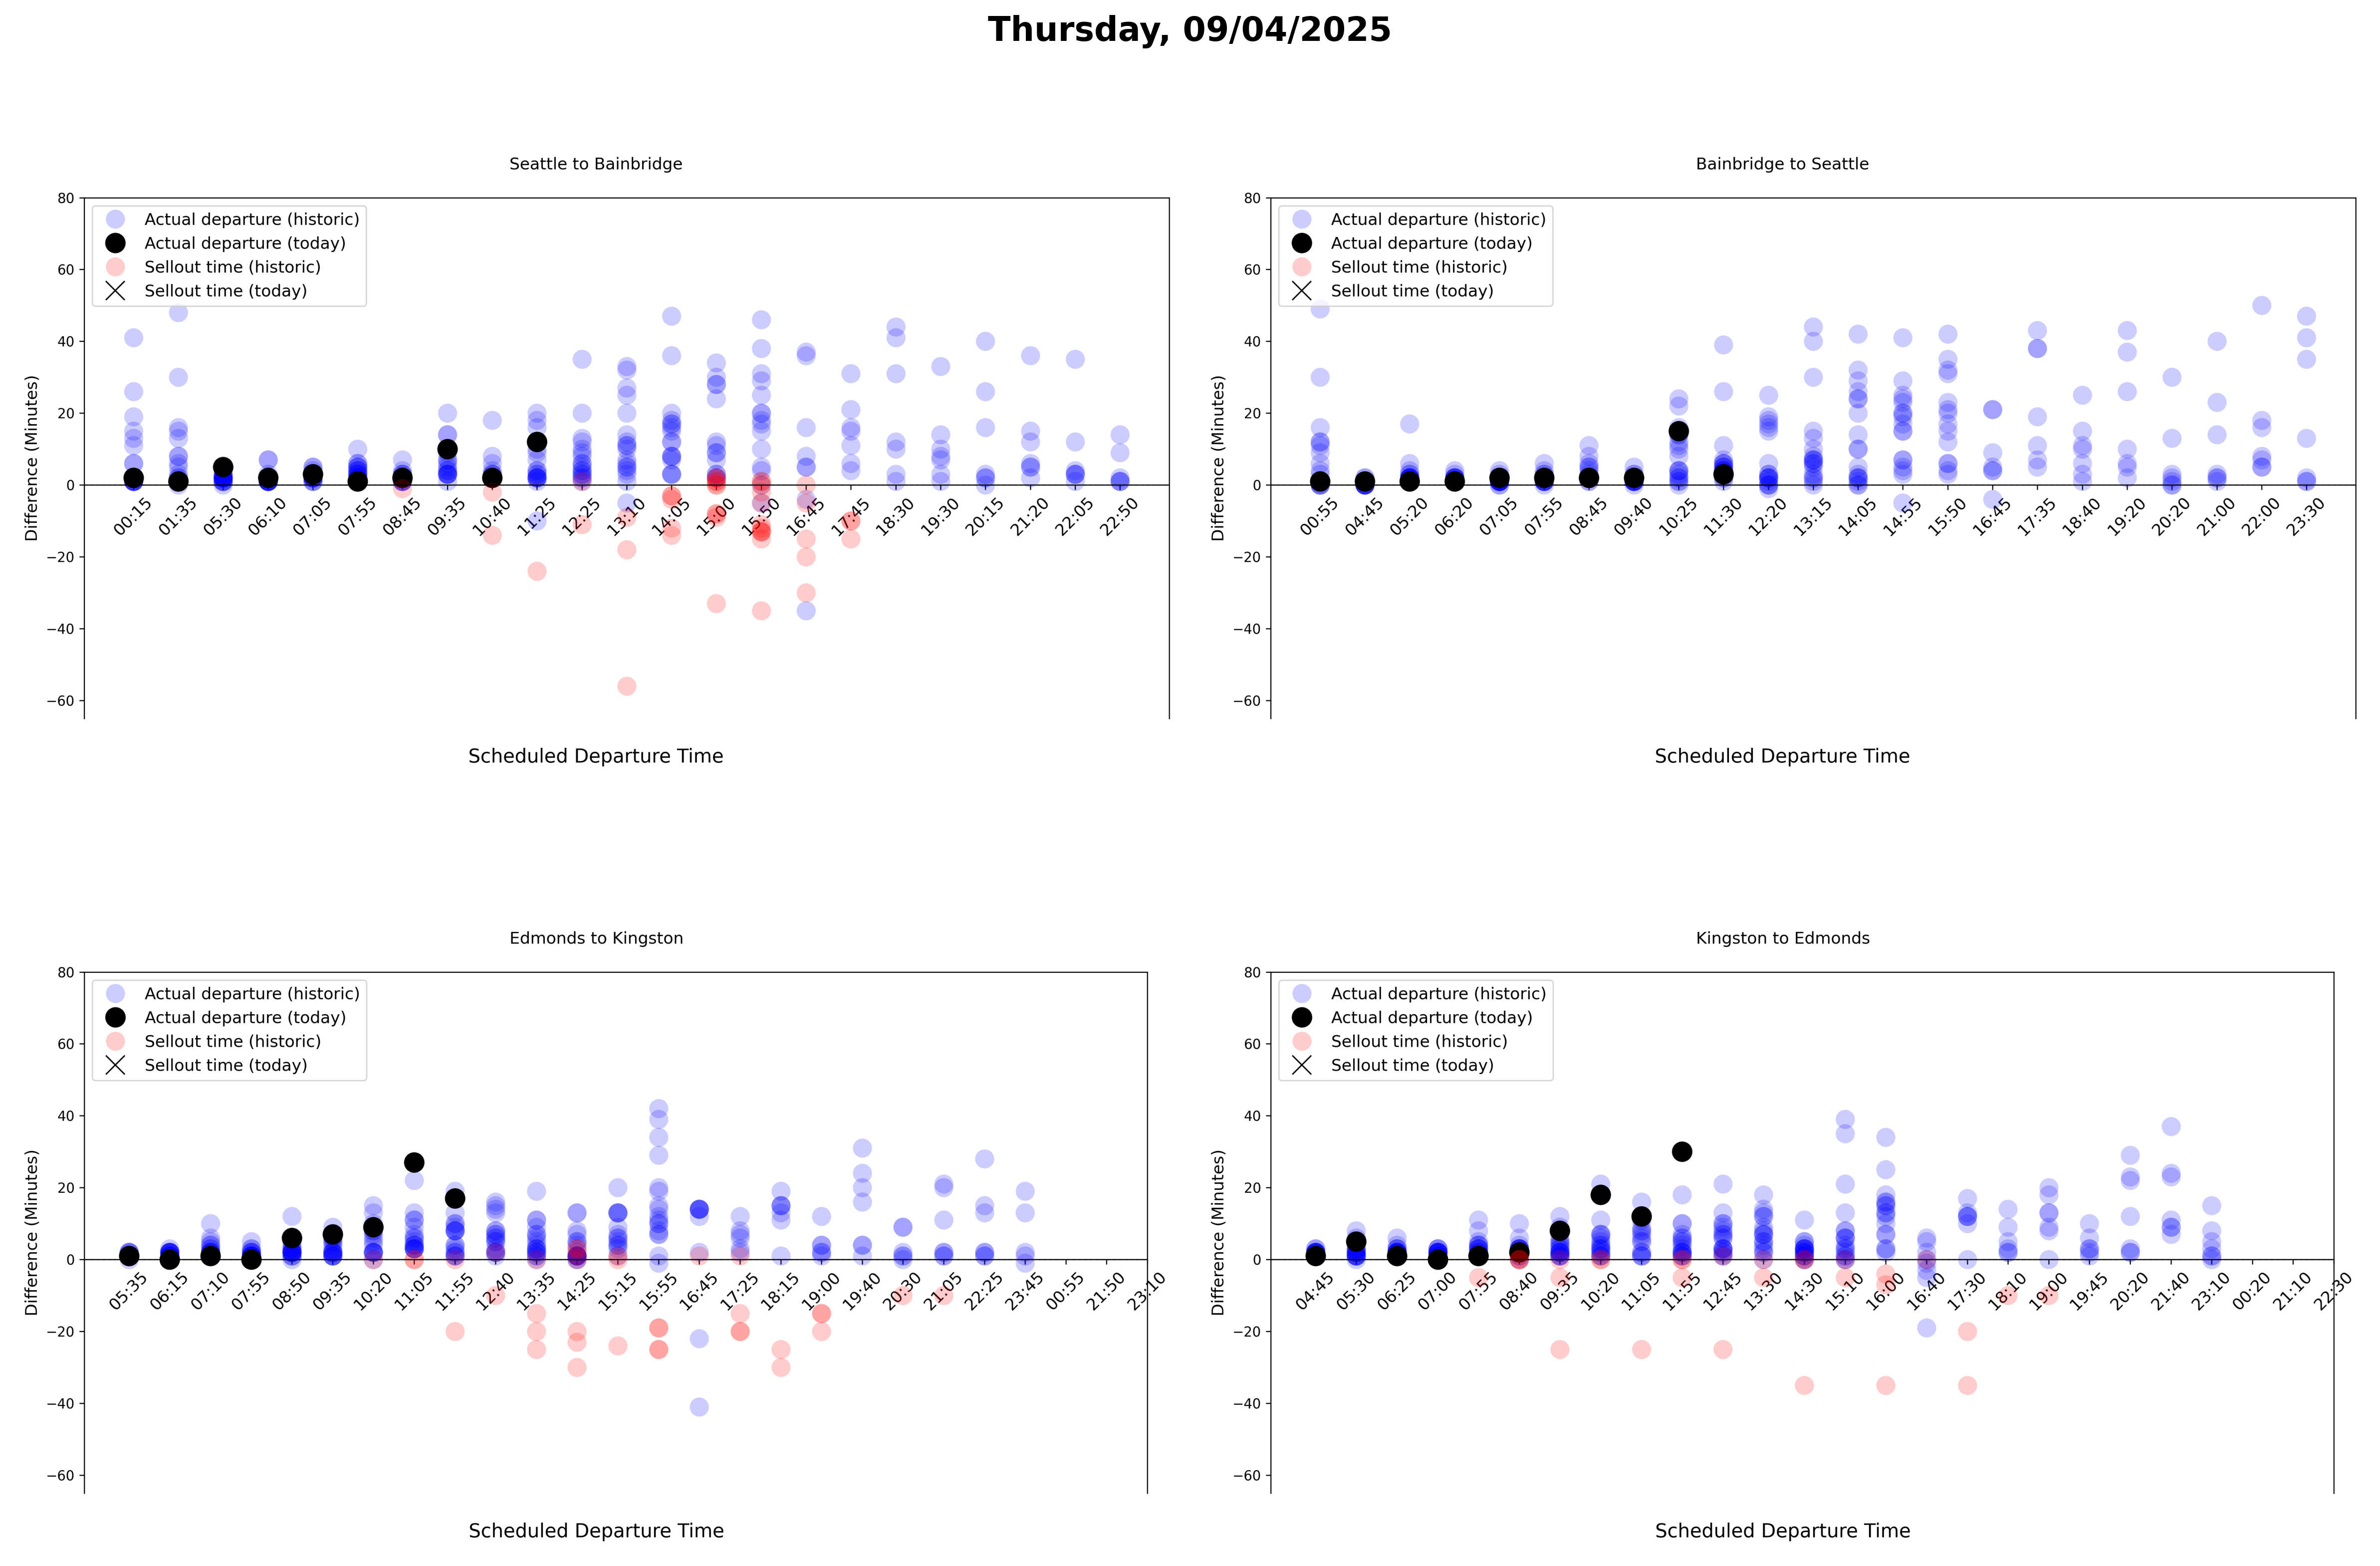 Thursday, 09/04/2025
Seattle to Bainbridge
80
60
40
20
0
−20
−40
−60
Difference (Minutes)
Actual departure (historic)
Actual departure (today)
Sellout time (historic)
Sellout time (today)
00:15 01:35 05:30 06:10 07:05 07:55 08:45 09:35 10:40 11:25 12:25 13:10 14:05 15:00 15:50 16:45 17:45 18:30 19:30 20:15 21:20 22:05 22:50
Scheduled Departure Time
Bainbridge to Seattle
80
60
40
20
0
−20
−40
−60
Difference (Minutes)
Actual departure (historic)
Actual departure (today)
Sellout time (historic)
Sellout time (today)
00:55 04:45 05:20 06:20 07:05 07:55 08:45 09:40 10:25 11:30 12:20 13:15 14:05 14:55 15:50 16:45 17:35 18:40 19:20 20:20 21:00 22:00 23:30
Scheduled Departure Time
Edmonds to Kingston
80
60
40
20
0
−20
−40
−60
Difference (Minutes)
Actual departure (historic)
Actual departure (today)
Sellout time (historic)
Sellout time (today)
05:35 06:15 07:10 07:55 08:50 09:35 10:20 11:05 11:55 12:40 13:35 14:25 15:15 15:55 16:45 17:25 18:15 19:00 19:40 20:30 21:05 22:25 23:45 00:55 21:50 23:10
Scheduled Departure Time
Kingston to Edmonds
80
60
40
20
0
−20
−40
−60
Difference (Minutes)
Actual departure (historic)
Actual departure (today)
Sellout time (historic)
Sellout time (today)
04:45 05:30 06:25 07:00 07:55 08:40 09:35 10:20 11:05 11:55 12:45 13:30 14:30 15:10 16:00 16:40 17:30 18:10 19:00 19:45 20:20 21:40 23:10 00:20 21:10 22:30
Scheduled Departure Time